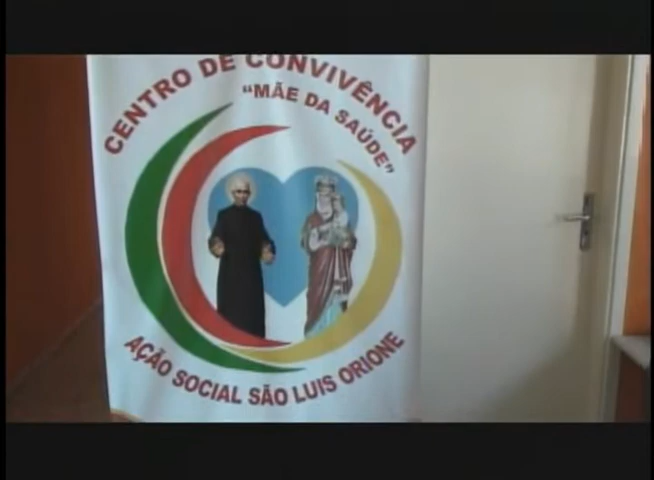 CENTRO DE CONVIVÊNCIA
"MÃE DA SAÚDE"
AÇÃO SOCIAL SÃO LUIS ORIONE